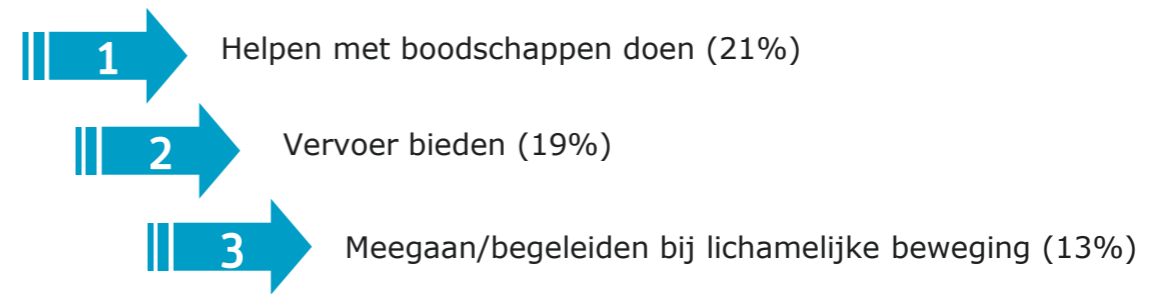 1 Helpen met boodschappen doen (21%)
2 Vervoer bieden (19%)
3 Meegaan/begeleiden bij lichamelijke beweging (13%)